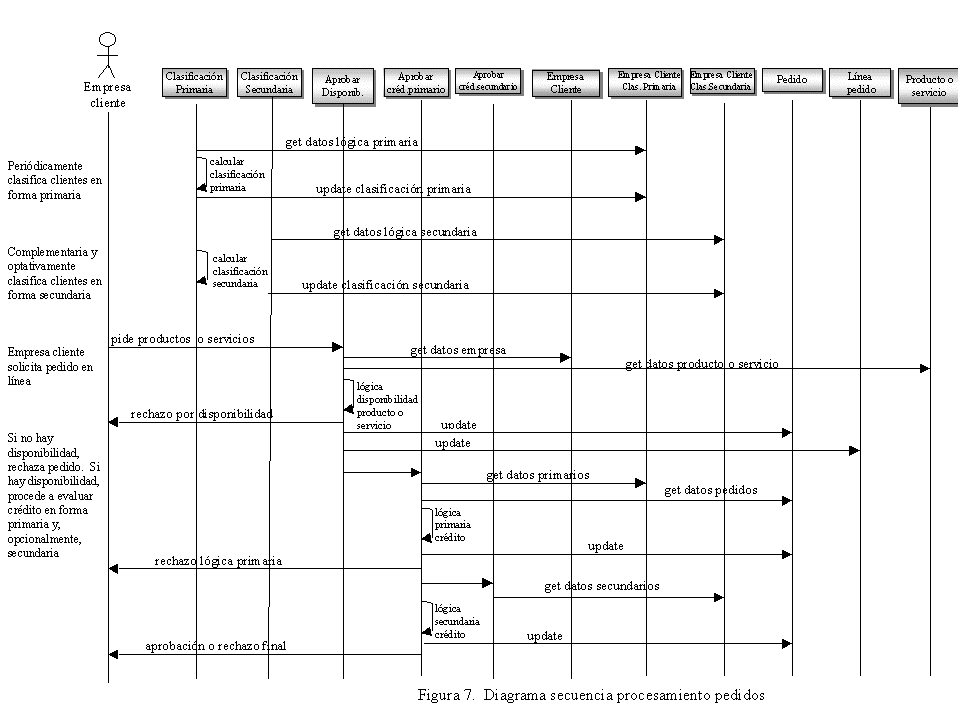 Empresa
cliente
Clasificación
Primaria
Clasificación
Secundaria
Aprobar
Disponib.
Aprobar
créd.primario
Aprobar
créd.secundario
Empresa
Cliente
Empresa Cliente
Clas. Primaria
Empresa Cliente
Clas.Secundaria
Pedido
Línea
pedido
Producto o
servicio
Periódicamente
clasifica clientes en
forma primaria
get datos lógica primaria
calcular
clasificación
primaria
update clasificación primaria
Complementaria y
optativamente
clasifica clientes en
forma secundaria
get datos lógica secundaria
calcular
clasificación
secundaria
update clasificación secundaria
Empresa cliente
solicita pedido en
línea
pide productos o servicios
get datos empresa
get datos producto o servicio
lógica
disponibilidad
producto o
servicio
rechazo por disponibilidad
update
update
Si no hay
disponibilidad,
rechaza pedido. Si
hay disponibilidad,
procede a evaluar
crédito en forma
primaria y,
opcionalmente,
secundaria
get datos primarios
get datos pedidos
lógica
primaria
crédito
update
rechazo lógica primaria
get datos secundarios
lógica
secundaria
crédito
update
aprobación o rechazo final
Figura 7. Diagrama secuencia procesamiento pedidos